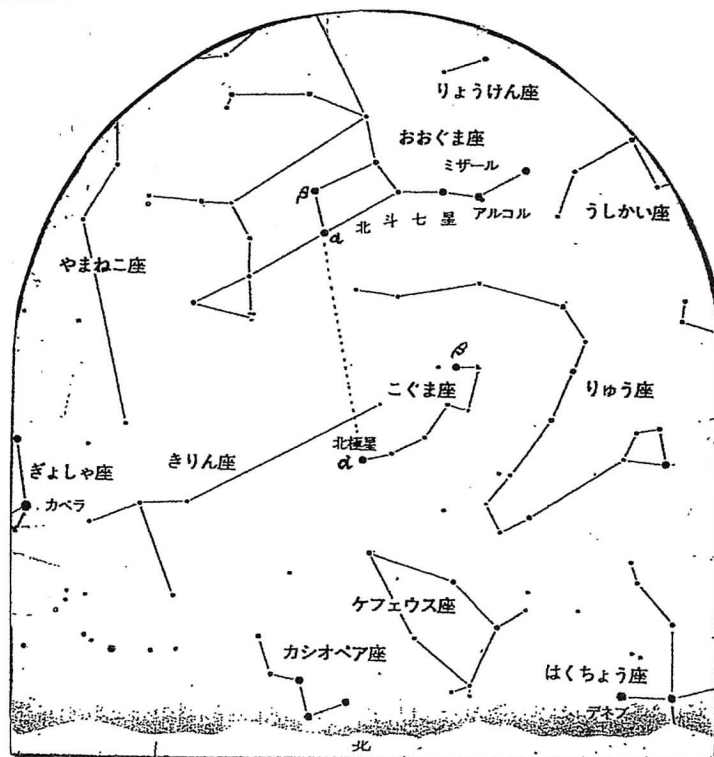 りょうけん座
おおぐま座
ミザール
β
北斗七星
アルコル
うしかい座
α
やまねこ座
β
こぐま座
りゅう座
北極星
α
きりん座
ぎょしゃ座
カペラ
ケフェウス座
カシオペア座
はくちょう座
デネブ
北